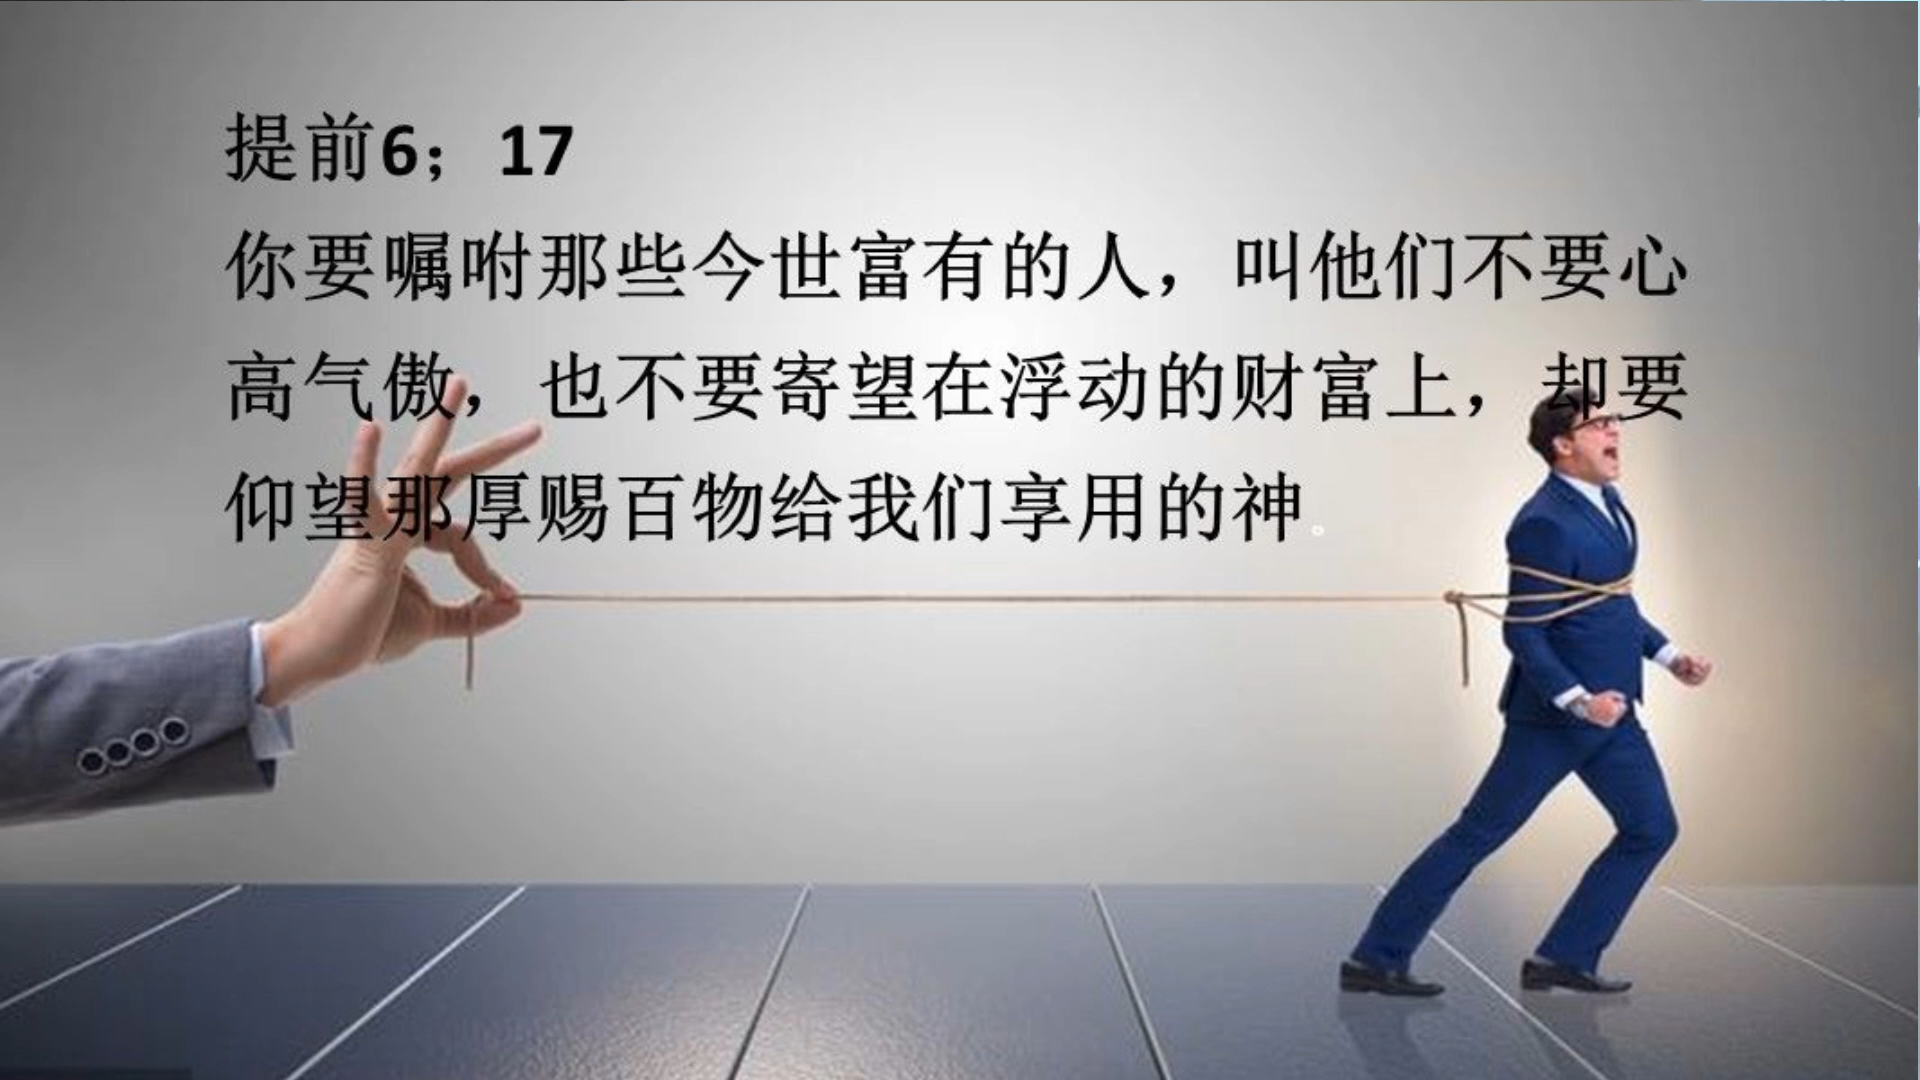 提前6；17
你要嘱咐那些今世富有的人，叫他们不要心
高气傲，也不要寄望在浮动的财富上，却要
仰望那厚赐百物给我们享用的神。